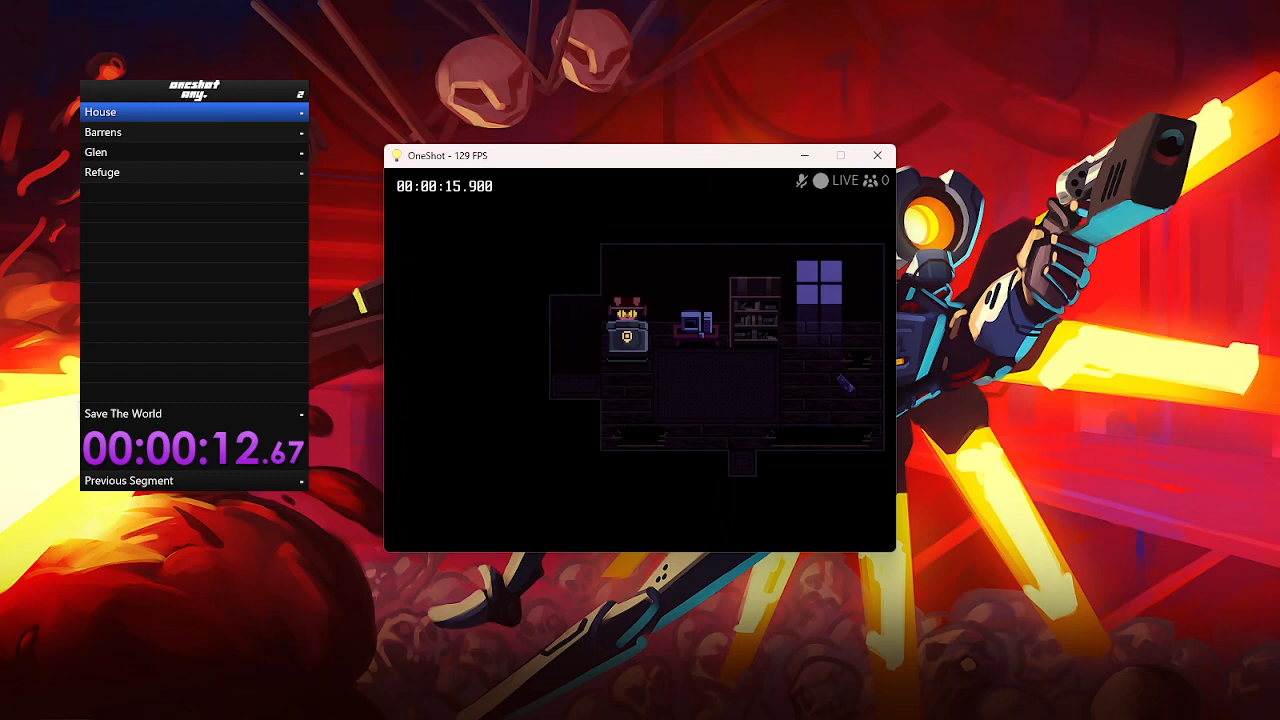 oneshot
any.
2
House -
Barrens -
Glen -
Refuge -
Save The World -
00:00:12.67
Previous Segment -
OneShot - 129 FPS
00:00:15.900
LIVE 0